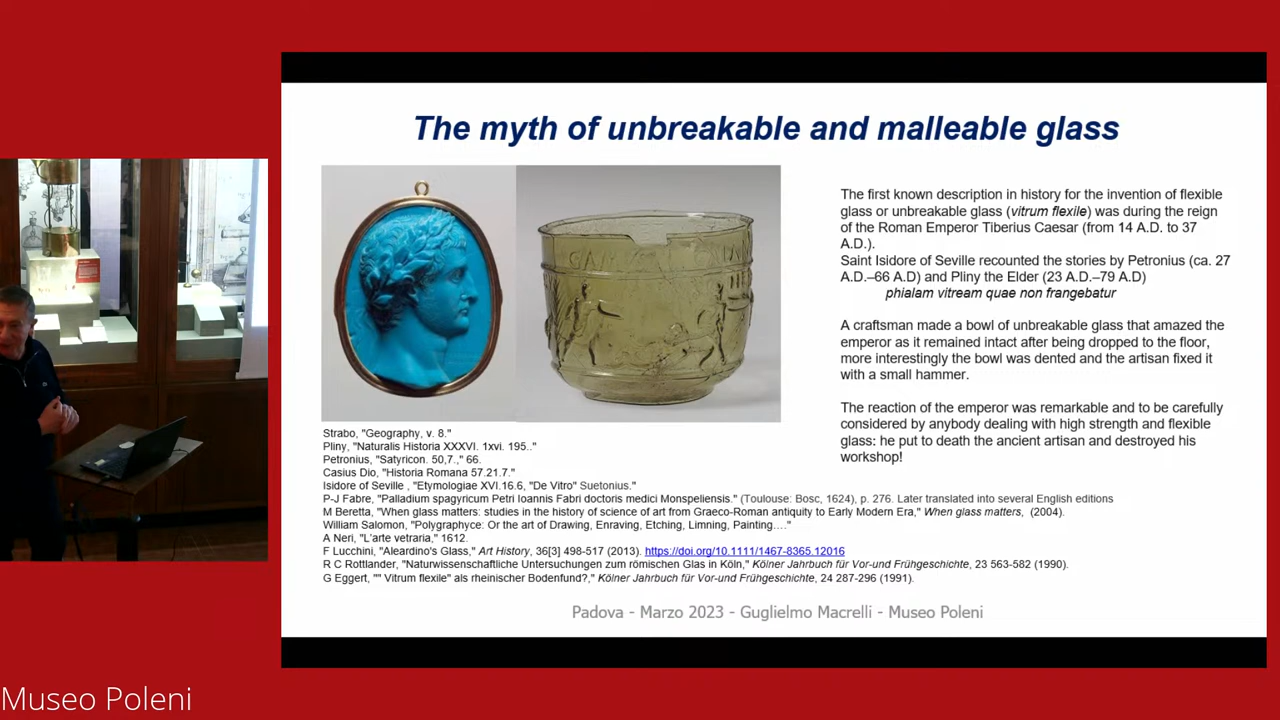 The myth of unbreakable and malleable glass
The first known description in history for the invention of flexible
glass or unbreakable glass (vitrum flexile) was during the reign
of the Roman Emperor Tiberius Caesar (from 14 A.D. to 37
A.D.).
Saint Isidore of Seville recounted the stories by Petronius (ca. 27
A.D.–66 A.D) and Pliny the Elder (23 A.D.–79 A.D)
phialam vitream quae non frangebatur
A craftsman made a bowl of unbreakable glass that amazed the
emperor as it remained intact after being dropped to the floor,
more interestingly the bowl was dented and the artisan fixed it
with a small hammer.
The reaction of the emperor was remarkable and to be carefully
considered by anybody dealing with high strength and flexible
glass: he put to death the ancient artisan and destroyed his
workshop!
Strabo, "Geography, v. 8."
Pliny, "Naturalis Historia XXXVI. 1xvi. 195.."
Petronius, "Satyricon. 50,7.," 66.
Casius Dio, "Historia Romana 57.21.7."
Isidore of Seville , "Etymologiae XVI.16.6, "De Vitro" Suetonius."
P-J Fabre, "Palladium spagyricum Petri Ioannis Fabri doctoris medici Monspeliensis." (Toulouse: Bosc, 1624), p. 276. Later translated into several English editions
M Beretta, "When glass matters: studies in the history of science of art from Graeco-Roman antiquity to Early Modern Era," When glass matters, (2004).
William Salomon, "Polygraphyce: Or the art of Drawing, Enraving, Etching, Limning, Painting…."
A Neri, "L'arte vetraria," 1612.
F Lucchini, "Aleardino's Glass," Art History, 36[3] 498-517 (2013). https://doi.org/10.1111/1467-8365.12016
R C Rottlander, "Naturwissenschaftliche Untersuchungen zum römischen Glas in Köln," Kölner Jahrbuch für Vor-und Frühgeschichte, 23 563-582 (1990).
G Eggert, "" Vitrum flexile" als rheinischer Bodenfund?," Kölner Jahrbuch für Vor-und Frühgeschichte, 24 287-296 (1991).
Padova - Marzo 2023 - Guglielmo Macrelli - Museo Poleni
Museo Poleni